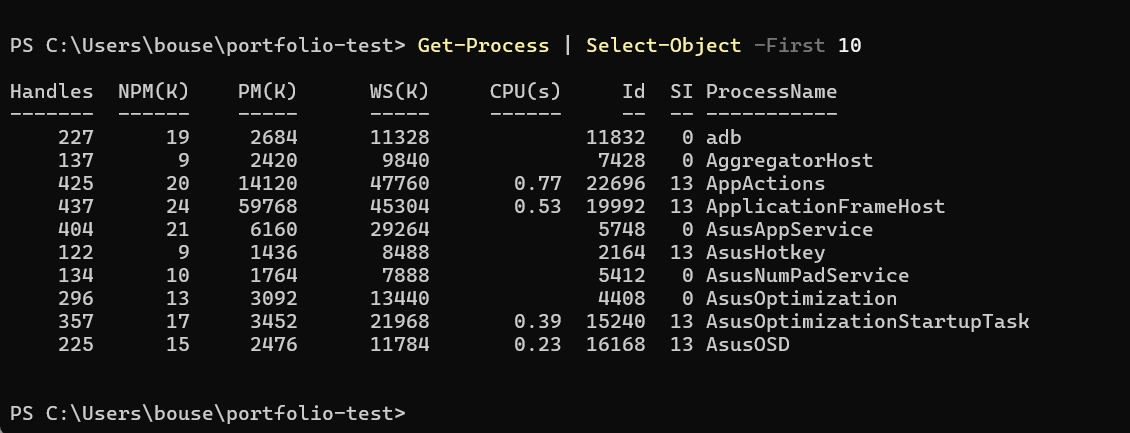 PS C:\Users\bouse\portfolio-test> Get-Process | Select-Object -First 10
Handles  NPM(K)    PM(K)      WS(K)     CPU(s)     Id  SI ProcessName
-------  ------    -----      -----     ------     --  -- -----------
    227      19     2684      11328             11832   0 adb
    137       9     2420       9840              7428   0 AggregatorHost
    425      20    14120      47760       0.77  22696  13 AppActions
    437      24    59768      45304       0.53  19992  13 ApplicationFrameHost
    404      21     6160      29264              5748   0 AsusAppService
    122       9     1436       8488              2164  13 AsusHotkey
    134      10     1764       7888              5412   0 AsusNumPadService
    296      13     3092      13440              4408   0 AsusOptimization
    357      17     3452      21968       0.39  15240  13 AsusOptimizationStartupTask
    225      15     2476      11784       0.23  16168  13 AsusOSD
PS C:\Users\bouse\portfolio-test>